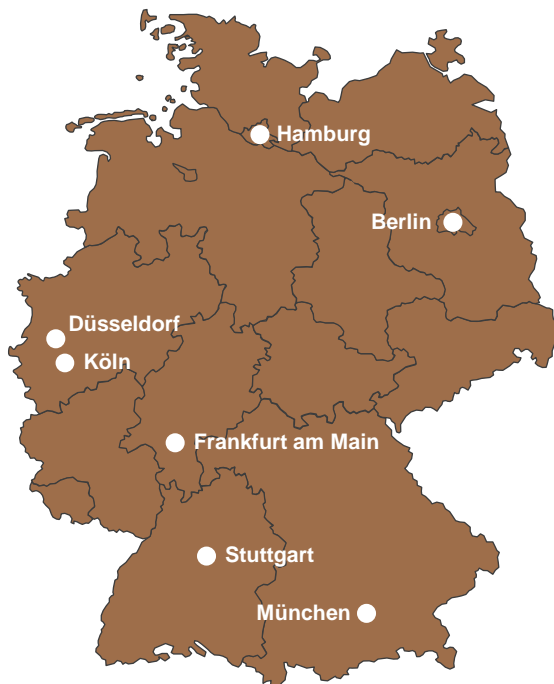 Hamburg
Berlin
Düsseldorf
Köln
Frankfurt am Main
Stuttgart
München